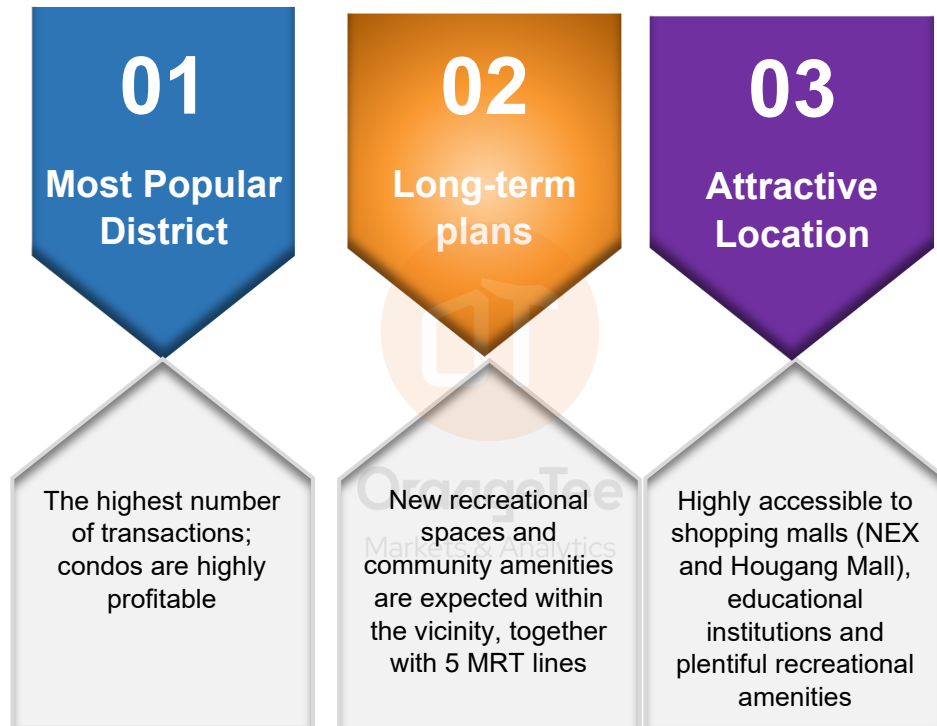 01
Most Popular
District
The highest number
of transactions;
condos are highly
profitable
02
Long-term
plans
New recreational
spaces and
community amenities
are expected within
the vicinity, together
with 5 MRT lines
03
Attractive
Location
Highly accessible to
shopping malls (NEX
and Hougang Mall),
educational
institutions and
plentiful recreational
amenities
OrangeTee
Markets & Analytics